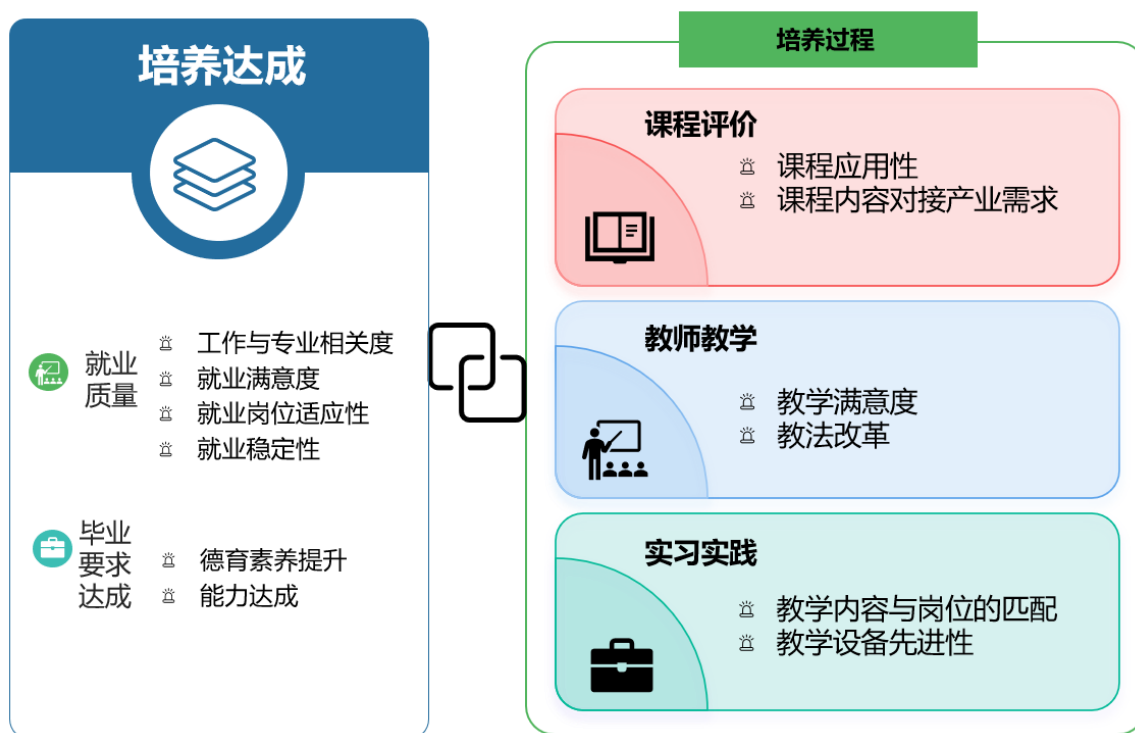 培养达成
就业
质量
工作与专业相关度
就业满意度
就业岗位适应性
就业稳定性
毕业
要求
达成
德育素养提升
能力达成
培养过程
课程评价
课程应用性
课程内容对接产业需求
教师教学
教学满意度
教法改革
实习实践
教学内容与岗位的匹配
教学设备先进性